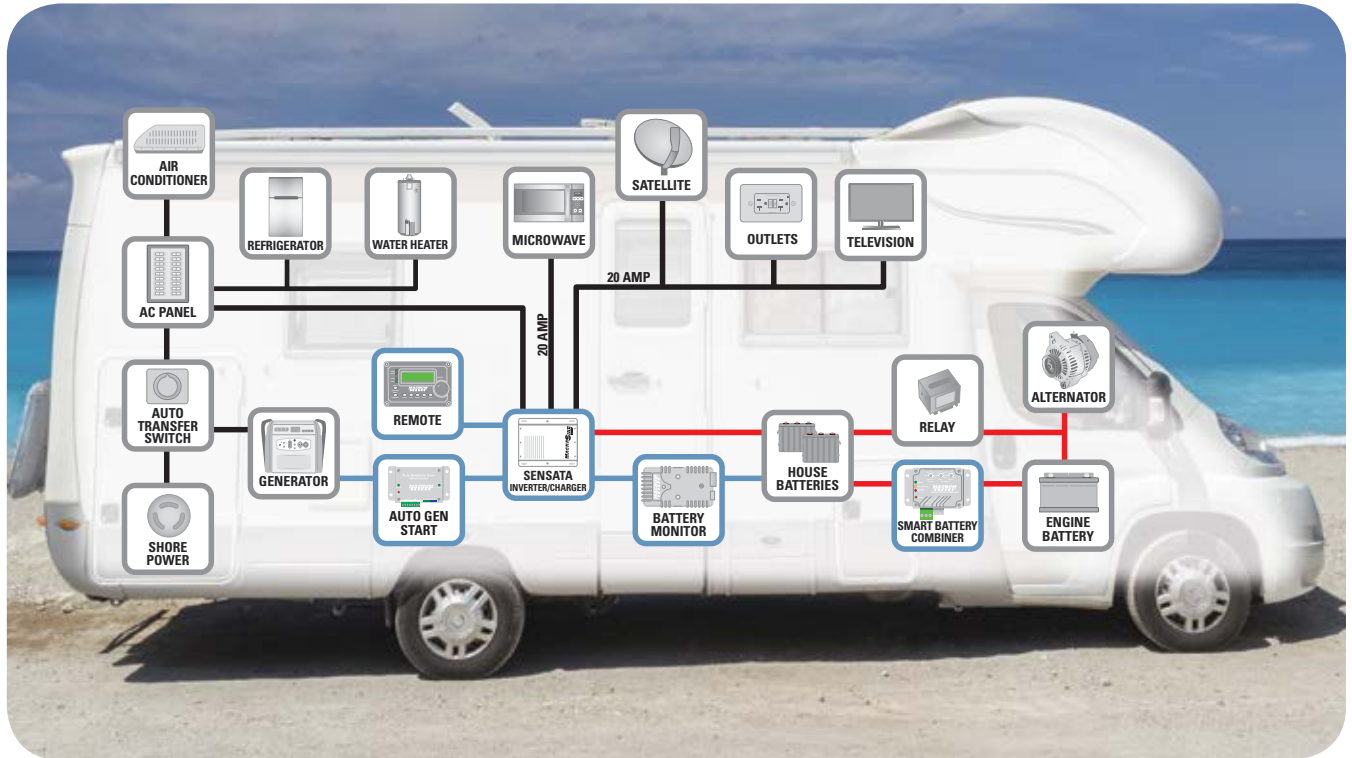 AIR
CONDITIONER
REFRIGERATOR
WATER HEATER
MICROWAVE
SATELLITE
OUTLETS
TELEVISION
AC PANEL
20 AMP
20 AMP
AUTO
TRANSFER
SWITCH
REMOTE
GENERATOR
SENSATA
INVERTER/CHARGER
HOUSE
BATTERIES
RELAY
ALTERNATOR
SHORE
POWER
AUTO GEN
START
BATTERY
MONITOR
SMART BATTERY
COMBINER
ENGINE
BATTERY